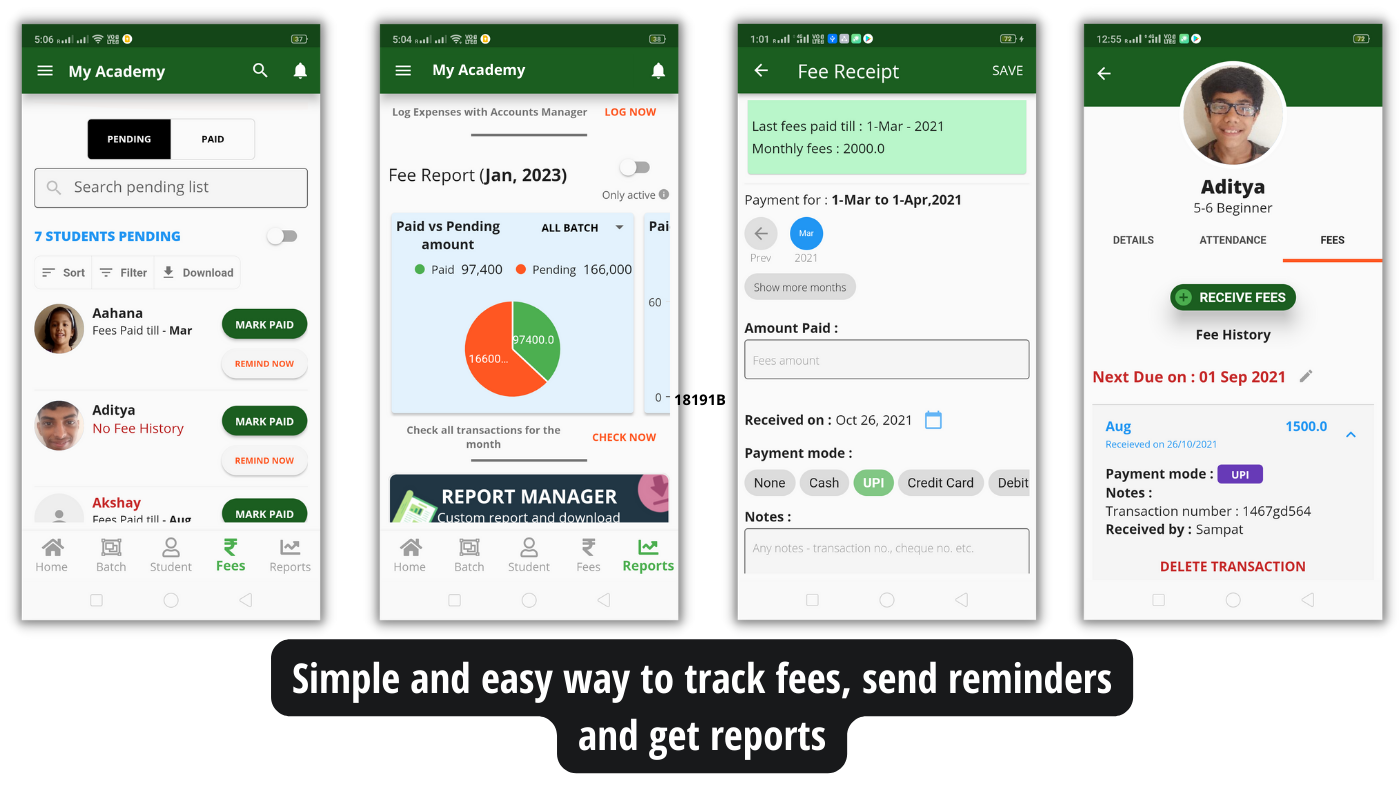 5:06
37
My Academy
PENDING
PAID
Search pending list
7 STUDENTS PENDING
Sort
Filter
Download
Aahana
Fees Paid till - Mar
MARK PAID
REMIND NOW
Aditya
No Fee History
MARK PAID
REMIND NOW
Akshay
Fees Paid till - Aug
MARK PAID
Home
Batch
Student
Fees
Reports
5:04
38
My Academy
Log Expenses with Accounts Manager
LOG NOW
Fee Report (Jan, 2023)
Only active
Paid vs Pending
amount
ALL BATCH
Paid 97,400
Pending 166,000
97400.0
16600...
Pai
60
0
18191B
Check all transactions for the
month
CHECK NOW
REPORT MANAGER
Custom report and download
Home
Batch
Student
Fees
Reports
1:01
72
Fee Receipt
SAVE
Last fees paid till : 1-Mar - 2021
Monthly fees : 2000.0
Payment for : 1-Mar to 1-Apr,2021
Mar
Prev
2021
Show more months
Amount Paid :
Fees amount
Received on : Oct 26, 2021
Payment mode :
None
Cash
UPI
Credit Card
Debit
Notes :
Any notes - transaction no., cheque no. etc.
12:55
72
Aditya
5-6 Beginner
DETAILS
ATTENDANCE
FEES
RECEIVE FEES
Fee History
Next Due on : 01 Sep 2021
Aug
1500.0
Receieved on 26/10/2021
Payment mode : UPI
Notes :
Transaction number : 1467gd564
Received by : Sampat
DELETE TRANSACTION
Simple and easy way to track fees, send reminders
and get reports